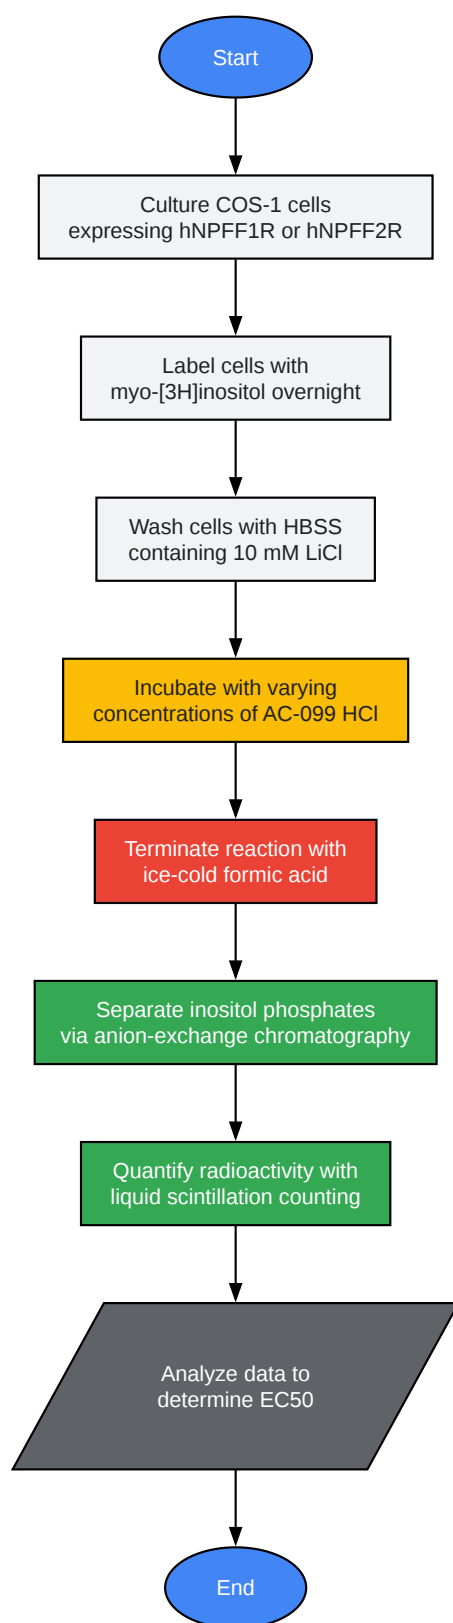 Start
Culture COS-1 cells
expressing hNPFF1R or hNPFF2R
Label cells with
myo-[3H]inositol overnight
Wash cells with HBSS
containing 10 mM LiCl
Incubate with varying
concentrations of AC-099 HCl
Terminate reaction with
ice-cold formic acid
Separate inositol phosphates
via anion-exchange chromatography
Quantify radioactivity with
liquid scintillation counting
Analyze data to
determine EC50
End